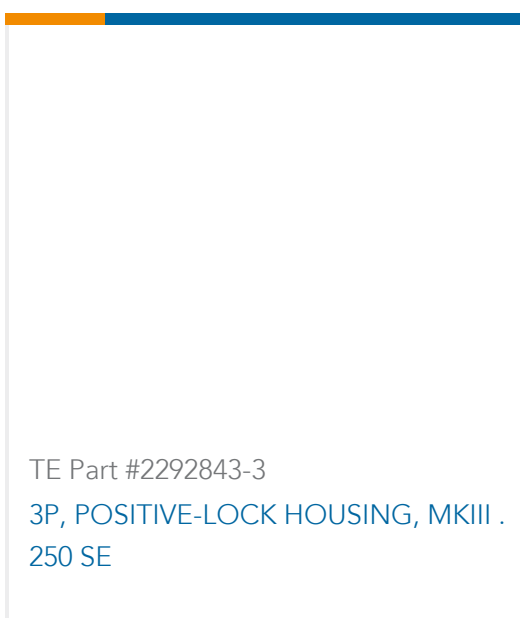 TE Part #2292843-3
3P, POSITIVE-LOCK HOUSING, MKIII .
250 SE